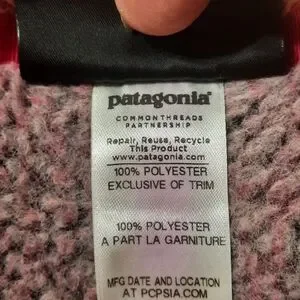 patagonia®
COMMONTHREADS
PARTNERSHIP
Repair, Reuse, Recycle
This Product
www.patagonia.com
100% POLYESTER
EXCLUSIVE OF TRIM
100% POLYESTER
A PART LA GARNITURE
MFG DATE AND LOCATION
AT PCPSIA.COM